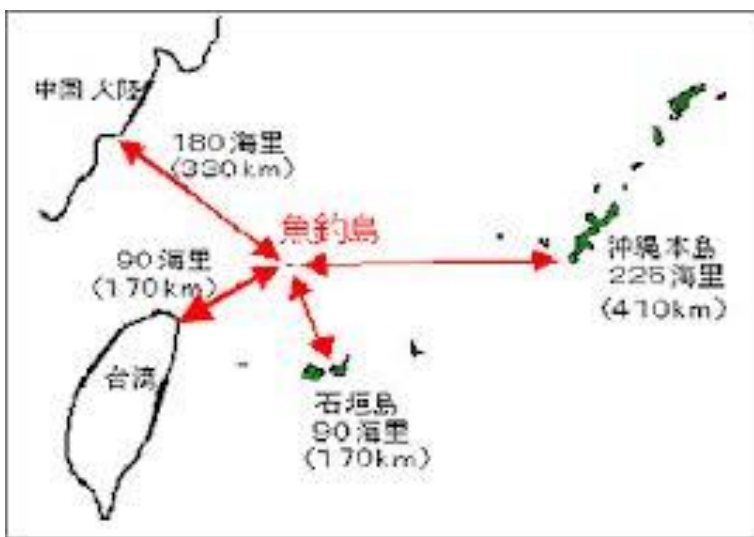 中国大陸
180海里
(330km)
魚釣島
90海里
(170km)
沖縄本島
225海里
(410km)
台湾
石垣島
90海里
(170km)